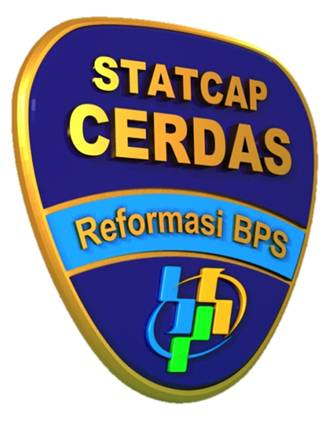 STATCAP
CERDAS
Reformasi BPS